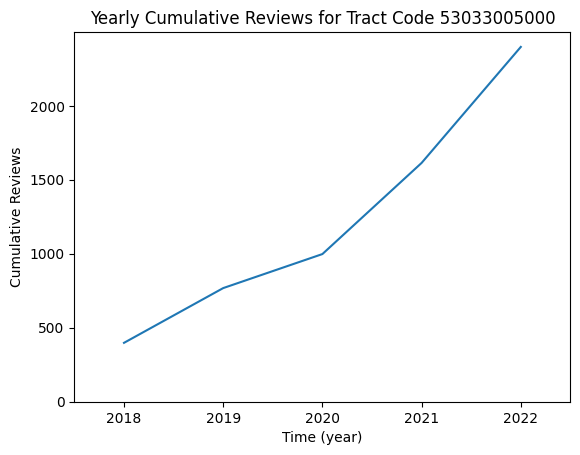 Yearly Cumulative Reviews for Tract Code 53033005000
Cumulative Reviews
2000
1500
1000
500
0
2018 2019 2020 2021 2022
Time (year)